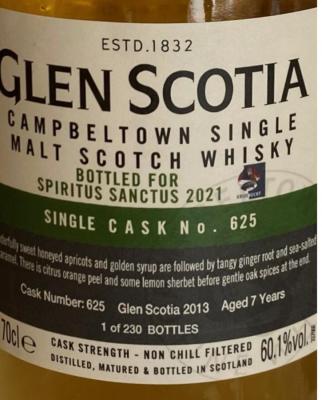 ESTD.1832
GLEN SCOTIA
CAMPBELTOWN SINGLE
MALT SCOTCH WHISKY
BOTTLED FOR
SPIRITUS SANCTUS 2021
SINGLE CASK No. 625
derfully sweet honeyed apricots and golden syrup are followed by tangy ginger root and sea-salted
aramel. There is citrus orange peel and some lemon sherbet before gentle oak spices at the end.
Cask Number: 625 Glen Scotia 2013 Aged 7 Years
1 of 230 BOTTLES
70cl e
CASK STRENGTH - NON CHILL FILTERED
DISTILLED, MATURED & BOTTLED IN SCOTLAND
60.1%vol.